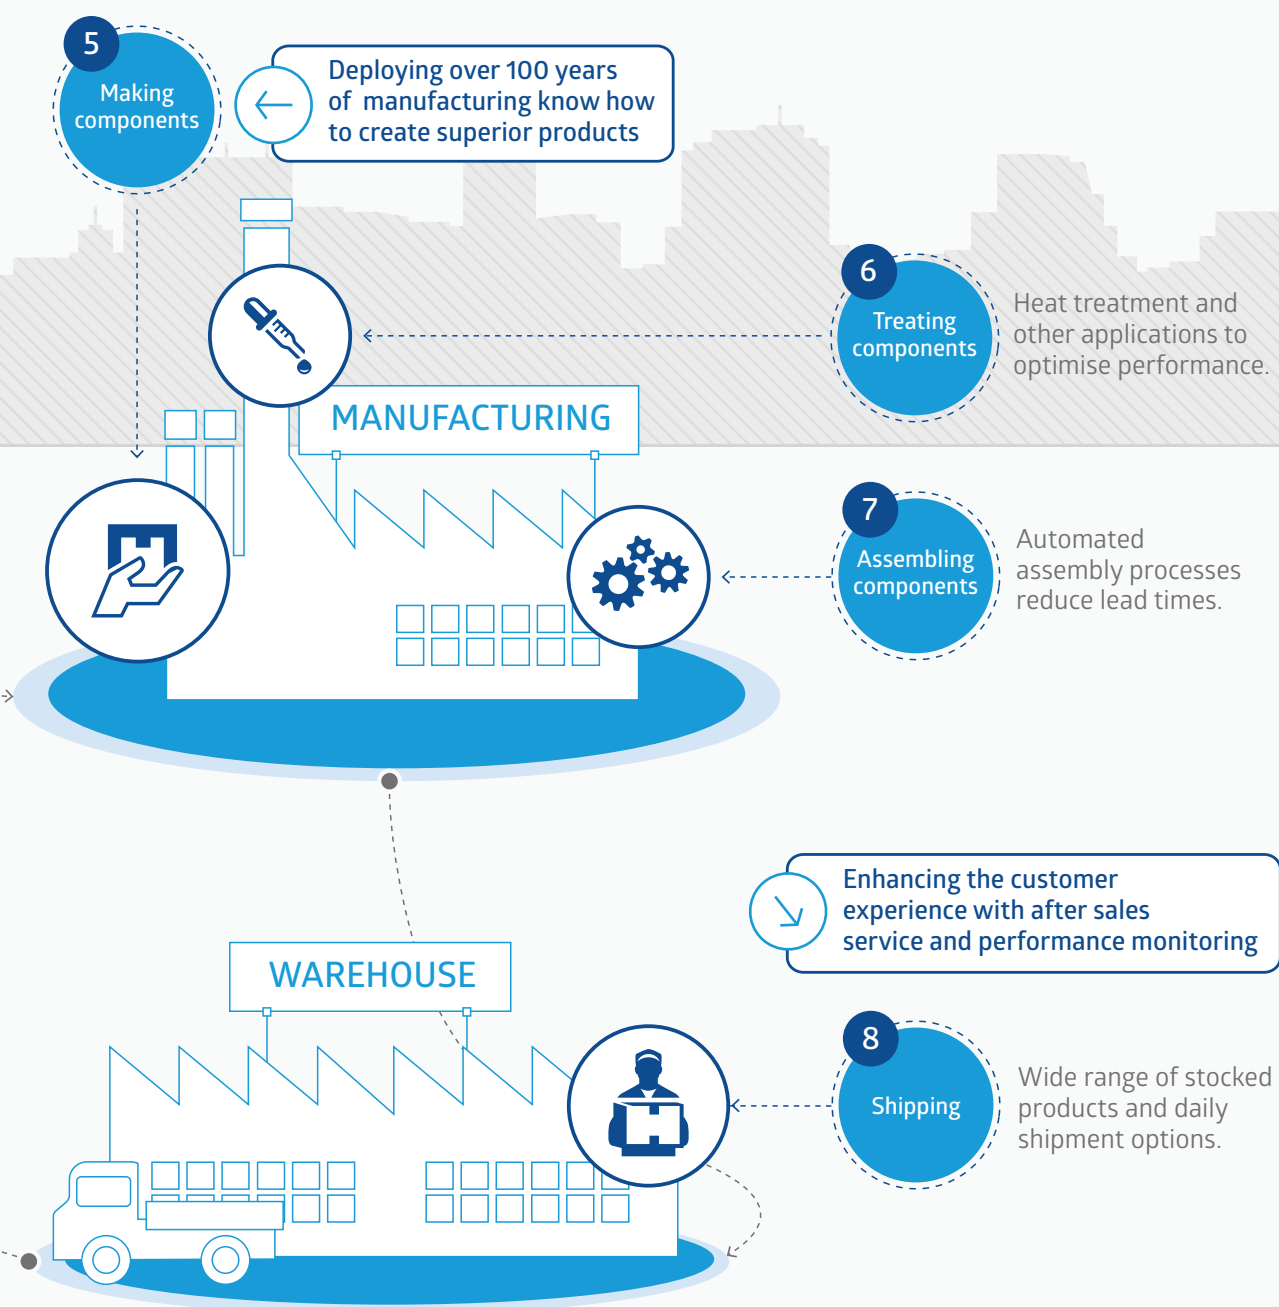 5
Making
components
Deploying over 100 years
of manufacturing know how
to create superior products
6
Treating
components
Heat treatment and
other applications to
optimise performance.
MANUFACTURING
7
Assembling
components
Automated
assembly processes
reduce lead times.
Enhancing the customer
experience with after sales
service and performance monitoring
WAREHOUSE
8
Shipping
Wide range of stocked
products and daily
shipment options.